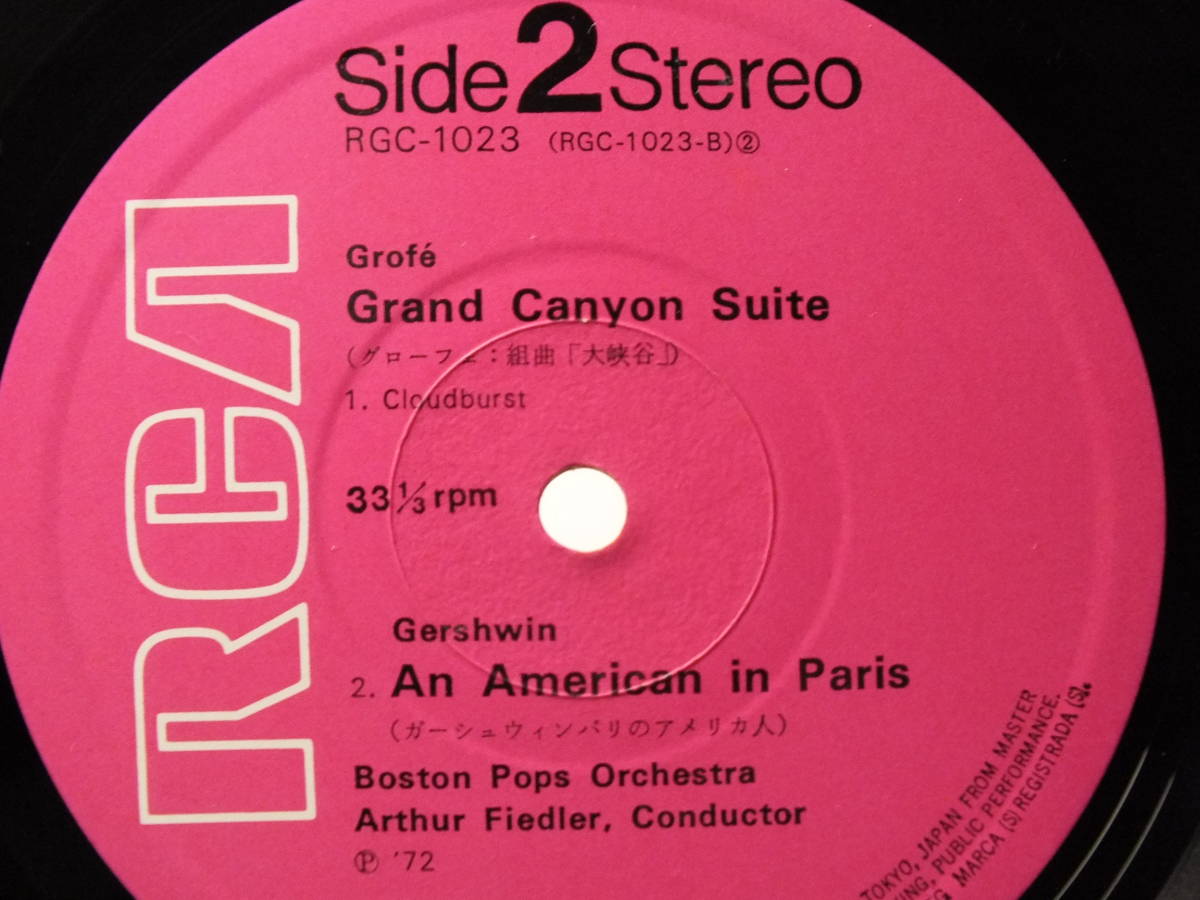 Side 2 Stereo
RGC-1023 (RGC-1023-B)②
RCA
Grofé
Grand Canyon Suite
(グローフェ：組曲「大峡谷」)
1. Cloudburst
33 1/3 rpm
Gershwin
2. An American in Paris
(ガーシュウィンパリのアメリカ人)
Boston Pops Orchestra
Arthur Fiedler, Conductor
Ⓟ '72
TOKYO, JAPAN FROM MASTER
PUBLIC PERFORMANCE.
MARCA (S) REGISTRADA (S).